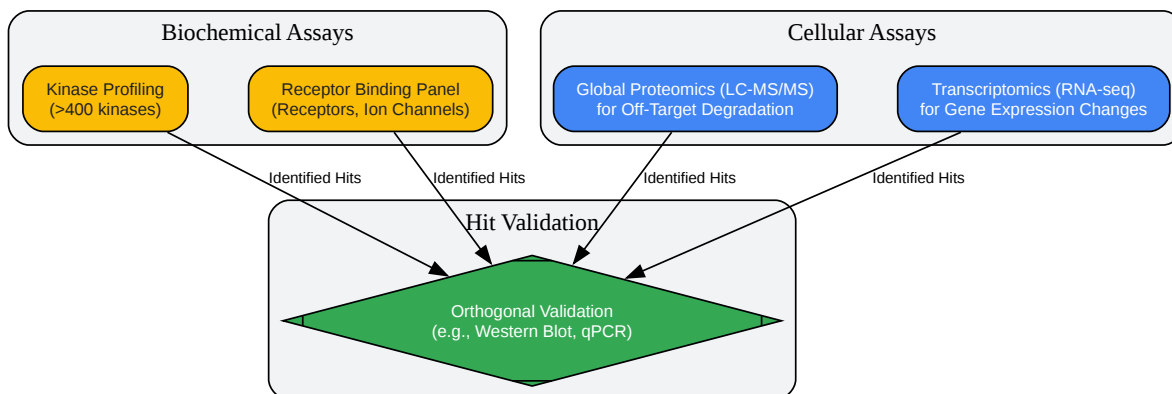 Biochemical Assays
Cellular Assays
Kinase Profiling
(>400 kinases)
Receptor Binding Panel
(Receptors, Ion Channels)
Global Proteomics (LC-MS/MS)
for Off-Target Degradation
Transcriptomics (RNA-seq)
for Gene Expression Changes
Identified Hits
Identified Hits
Identified Hits
Identified Hits
Hit Validation
Orthogonal Validation
(e.g., Western Blot, qPCR)